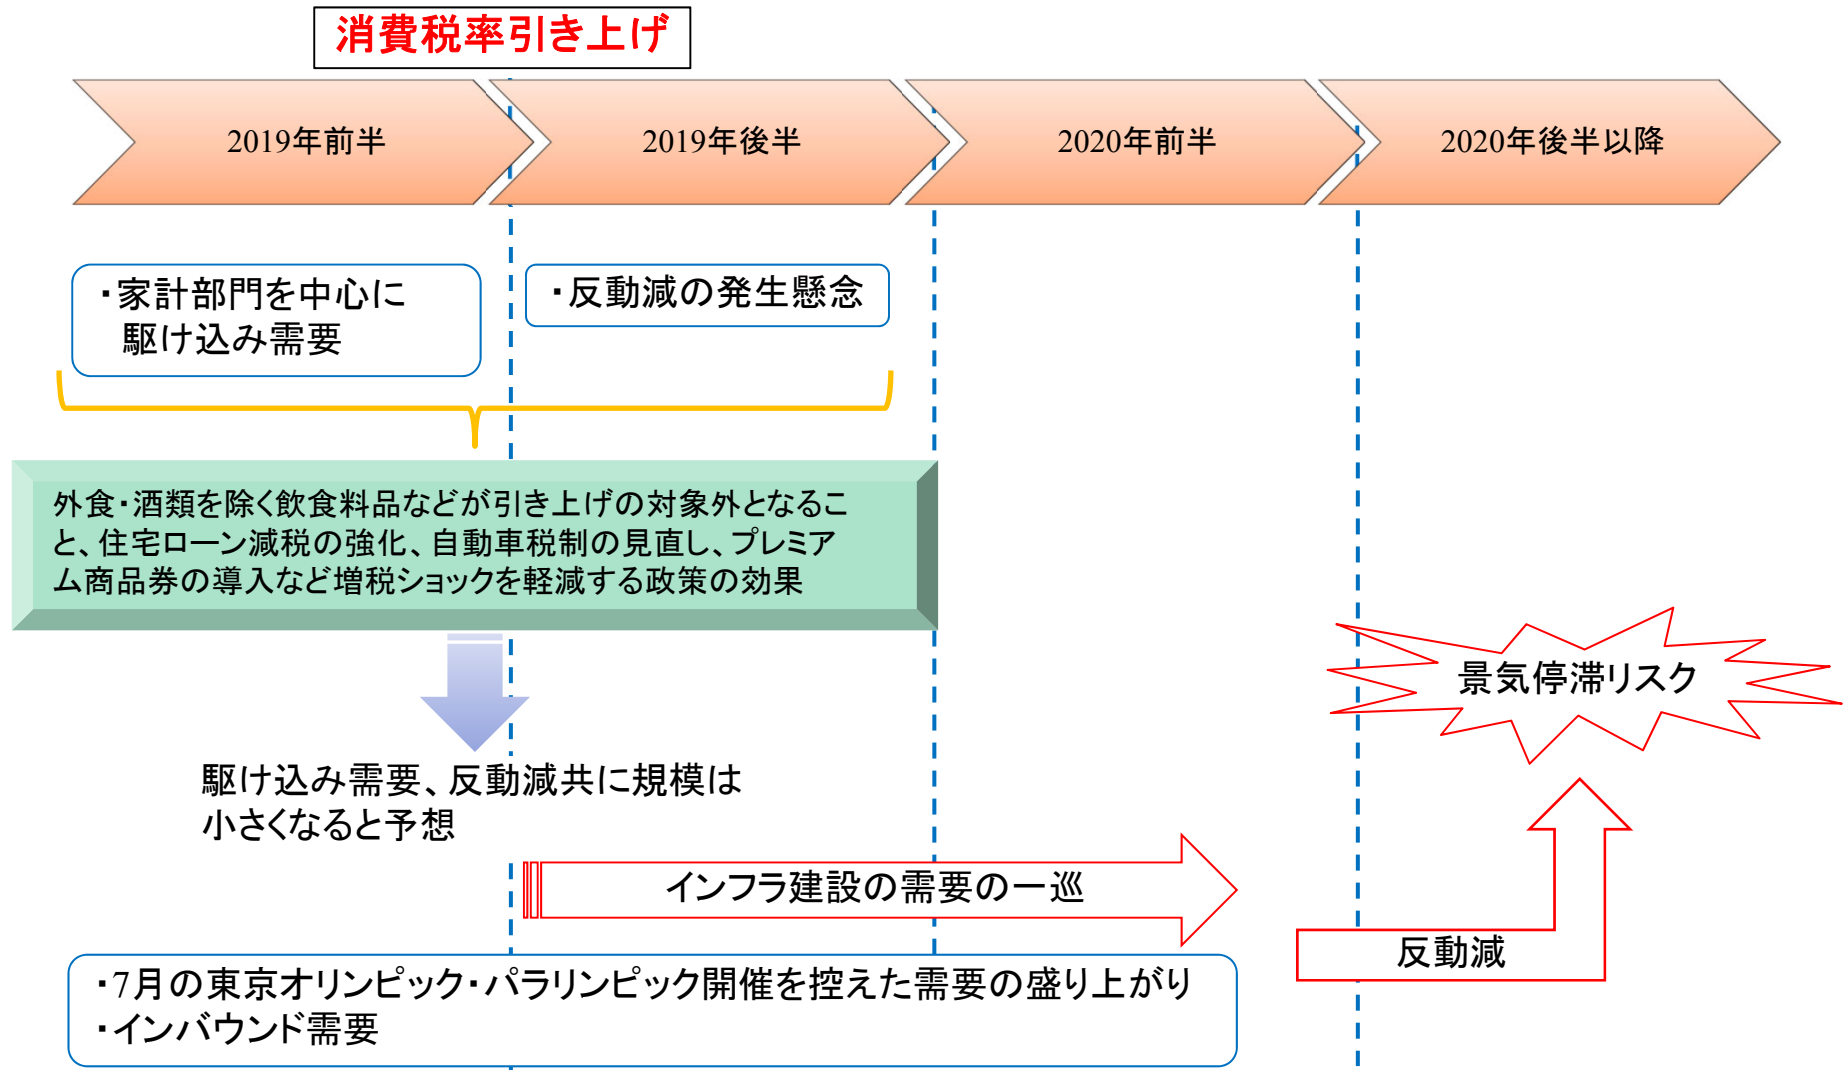 消費税率引き上げ
2019年前半
2019年後半
2020年前半
2020年後半以降
・家計部門を中心に
駆け込み需要
・反動減の発生懸念
外食・酒類を除く飲食料品などが引き上げの対象外となるこ
と、住宅ローン減税の強化、自動車税制の見直し、プレミア
ム商品券の導入など増税ショックを軽減する政策の効果
景気停滞リスク
駆け込み需要、反動減共に規模は
小さくなると予想
インフラ建設の需要の一巡
反動減
・7月の東京オリンピック・パラリンピック開催を控えた需要の盛り上がり
・インバウンド需要